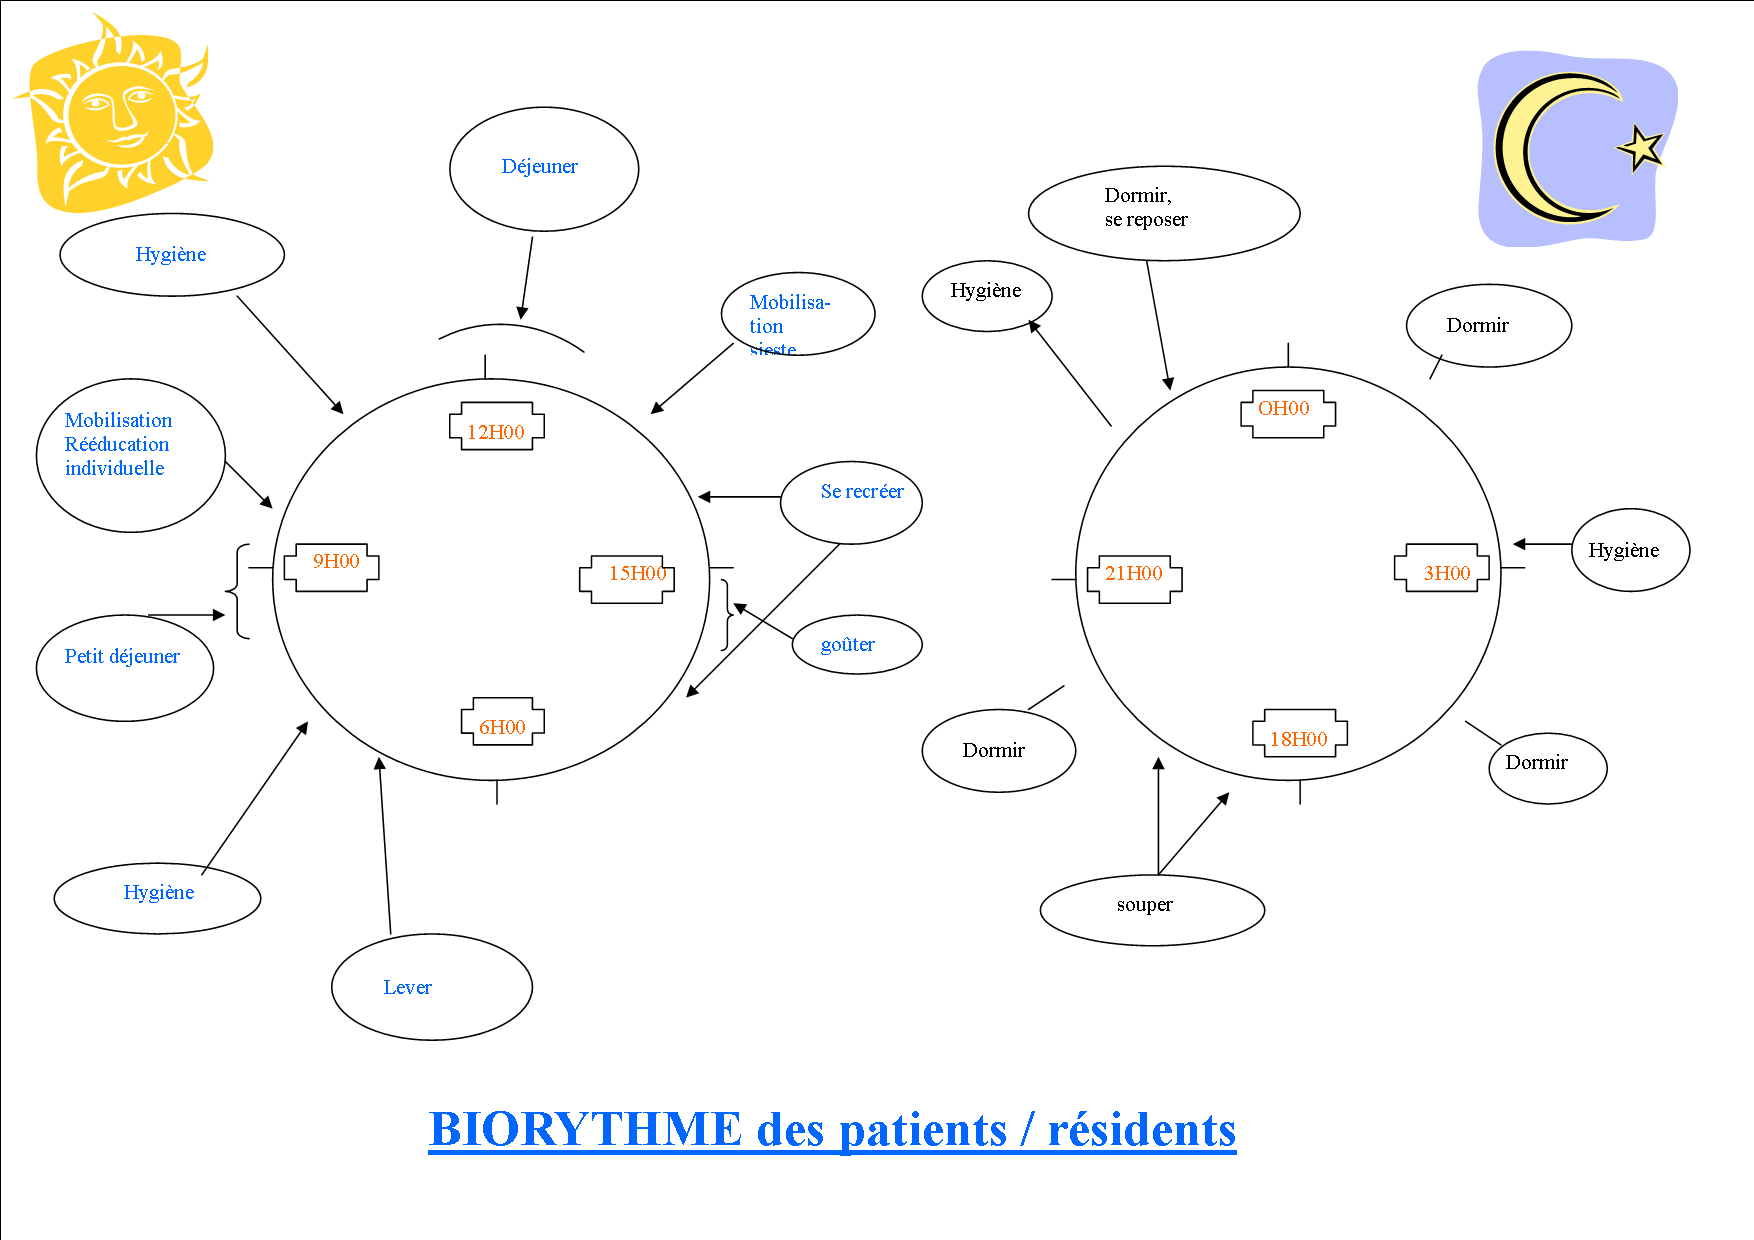 Déjeuner
Hygiène
Mobilisa-
tion
sieste
Mobilisation
Rééducation
individuelle
12H00
Se recréer
9H00
15H00
Petit déjeuner
goûter
6H00
Hygiène
Lever
Dormir,
se reposer
Hygiène
Dormir
OH00
Hygiène
21H00
3H00
Dormir
18H00
Dormir
souper
BIORYTHME des patients / résidents